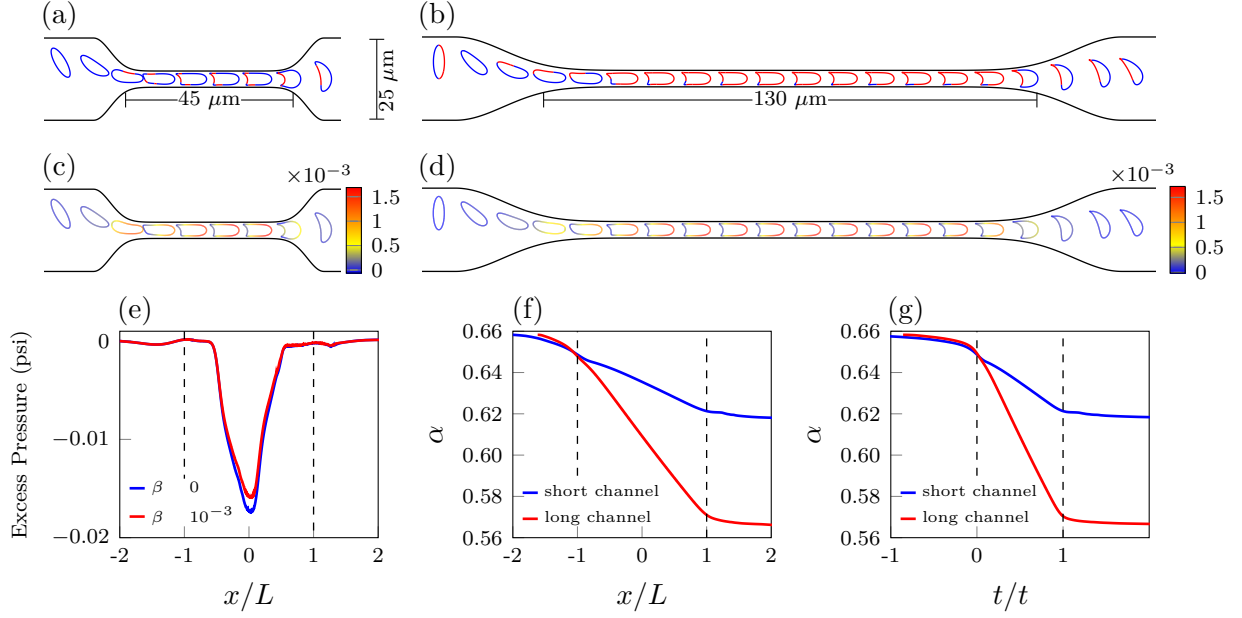 (a)
(b)
45 μm
25 μm
130 μm
(c)
×10⁻³
1.5
1
0.5
0
(d)
×10⁻³
1.5
1
0.5
0
(e)
Excess Pressure (psi)
0
−0.01
−0.02
β 0
β 10⁻³
-2 -1 0 1 2
x/L
(f)
α
0.66
0.64
0.62
0.60
0.58
0.56
short channel
long channel
-2 -1 0 1 2
x/L
(g)
α
0.66
0.64
0.62
0.60
0.58
0.56
short channel
long channel
-1 0 1
t/t